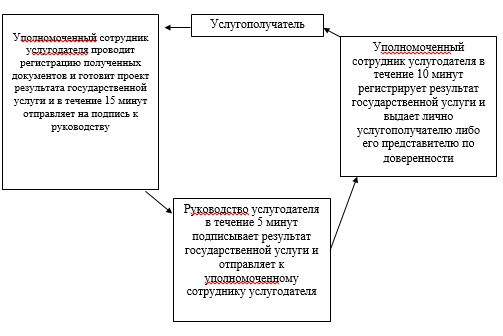 Услугополучатель
Уполномоченный сотрудник
услугодателя проводит
регистрацию полученных
документов и готовит проект
результата государственной
услуги и в течение 15 минут
отправляет на подпись к
руководству
Руководство услугодателя
в течение 5 минут
подписывает результат
государственной услуги и
отправляет к
уполномоченному
сотруднику услугодателя
Уполномоченный
сотрудник услугодателя в
течение 10 минут
регистрирует результат
государственной услуги и
выдает лично
услугополучателю либо
его представителю по
доверенности